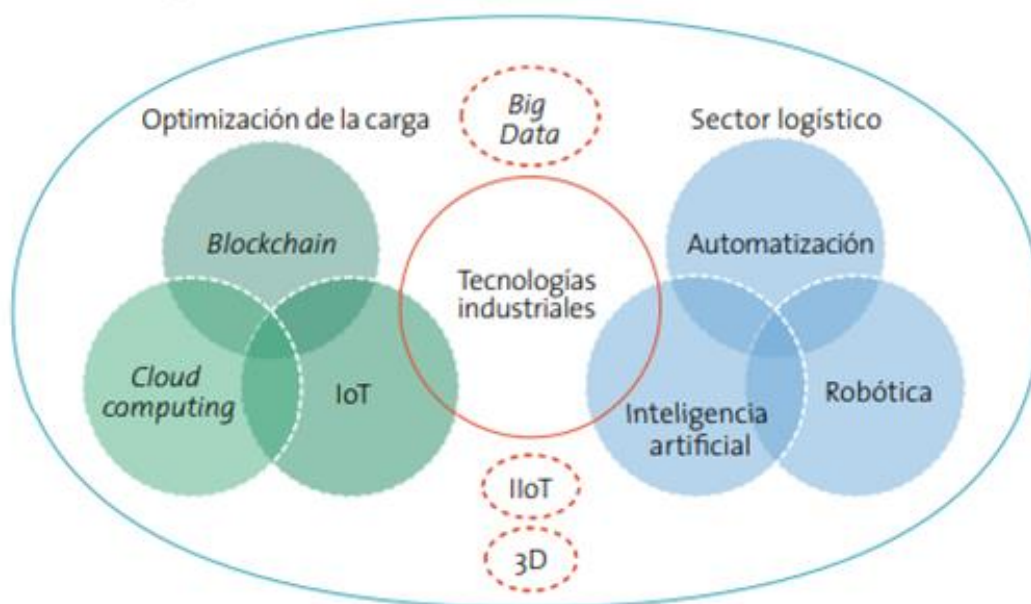 Optimización de la carga
Big
Data
Sector logístico
Blockchain
Cloud
computing
IoT
Tecnologías
industriales
Automatización
Inteligencia
artificial
Robótica
IIoT
3D